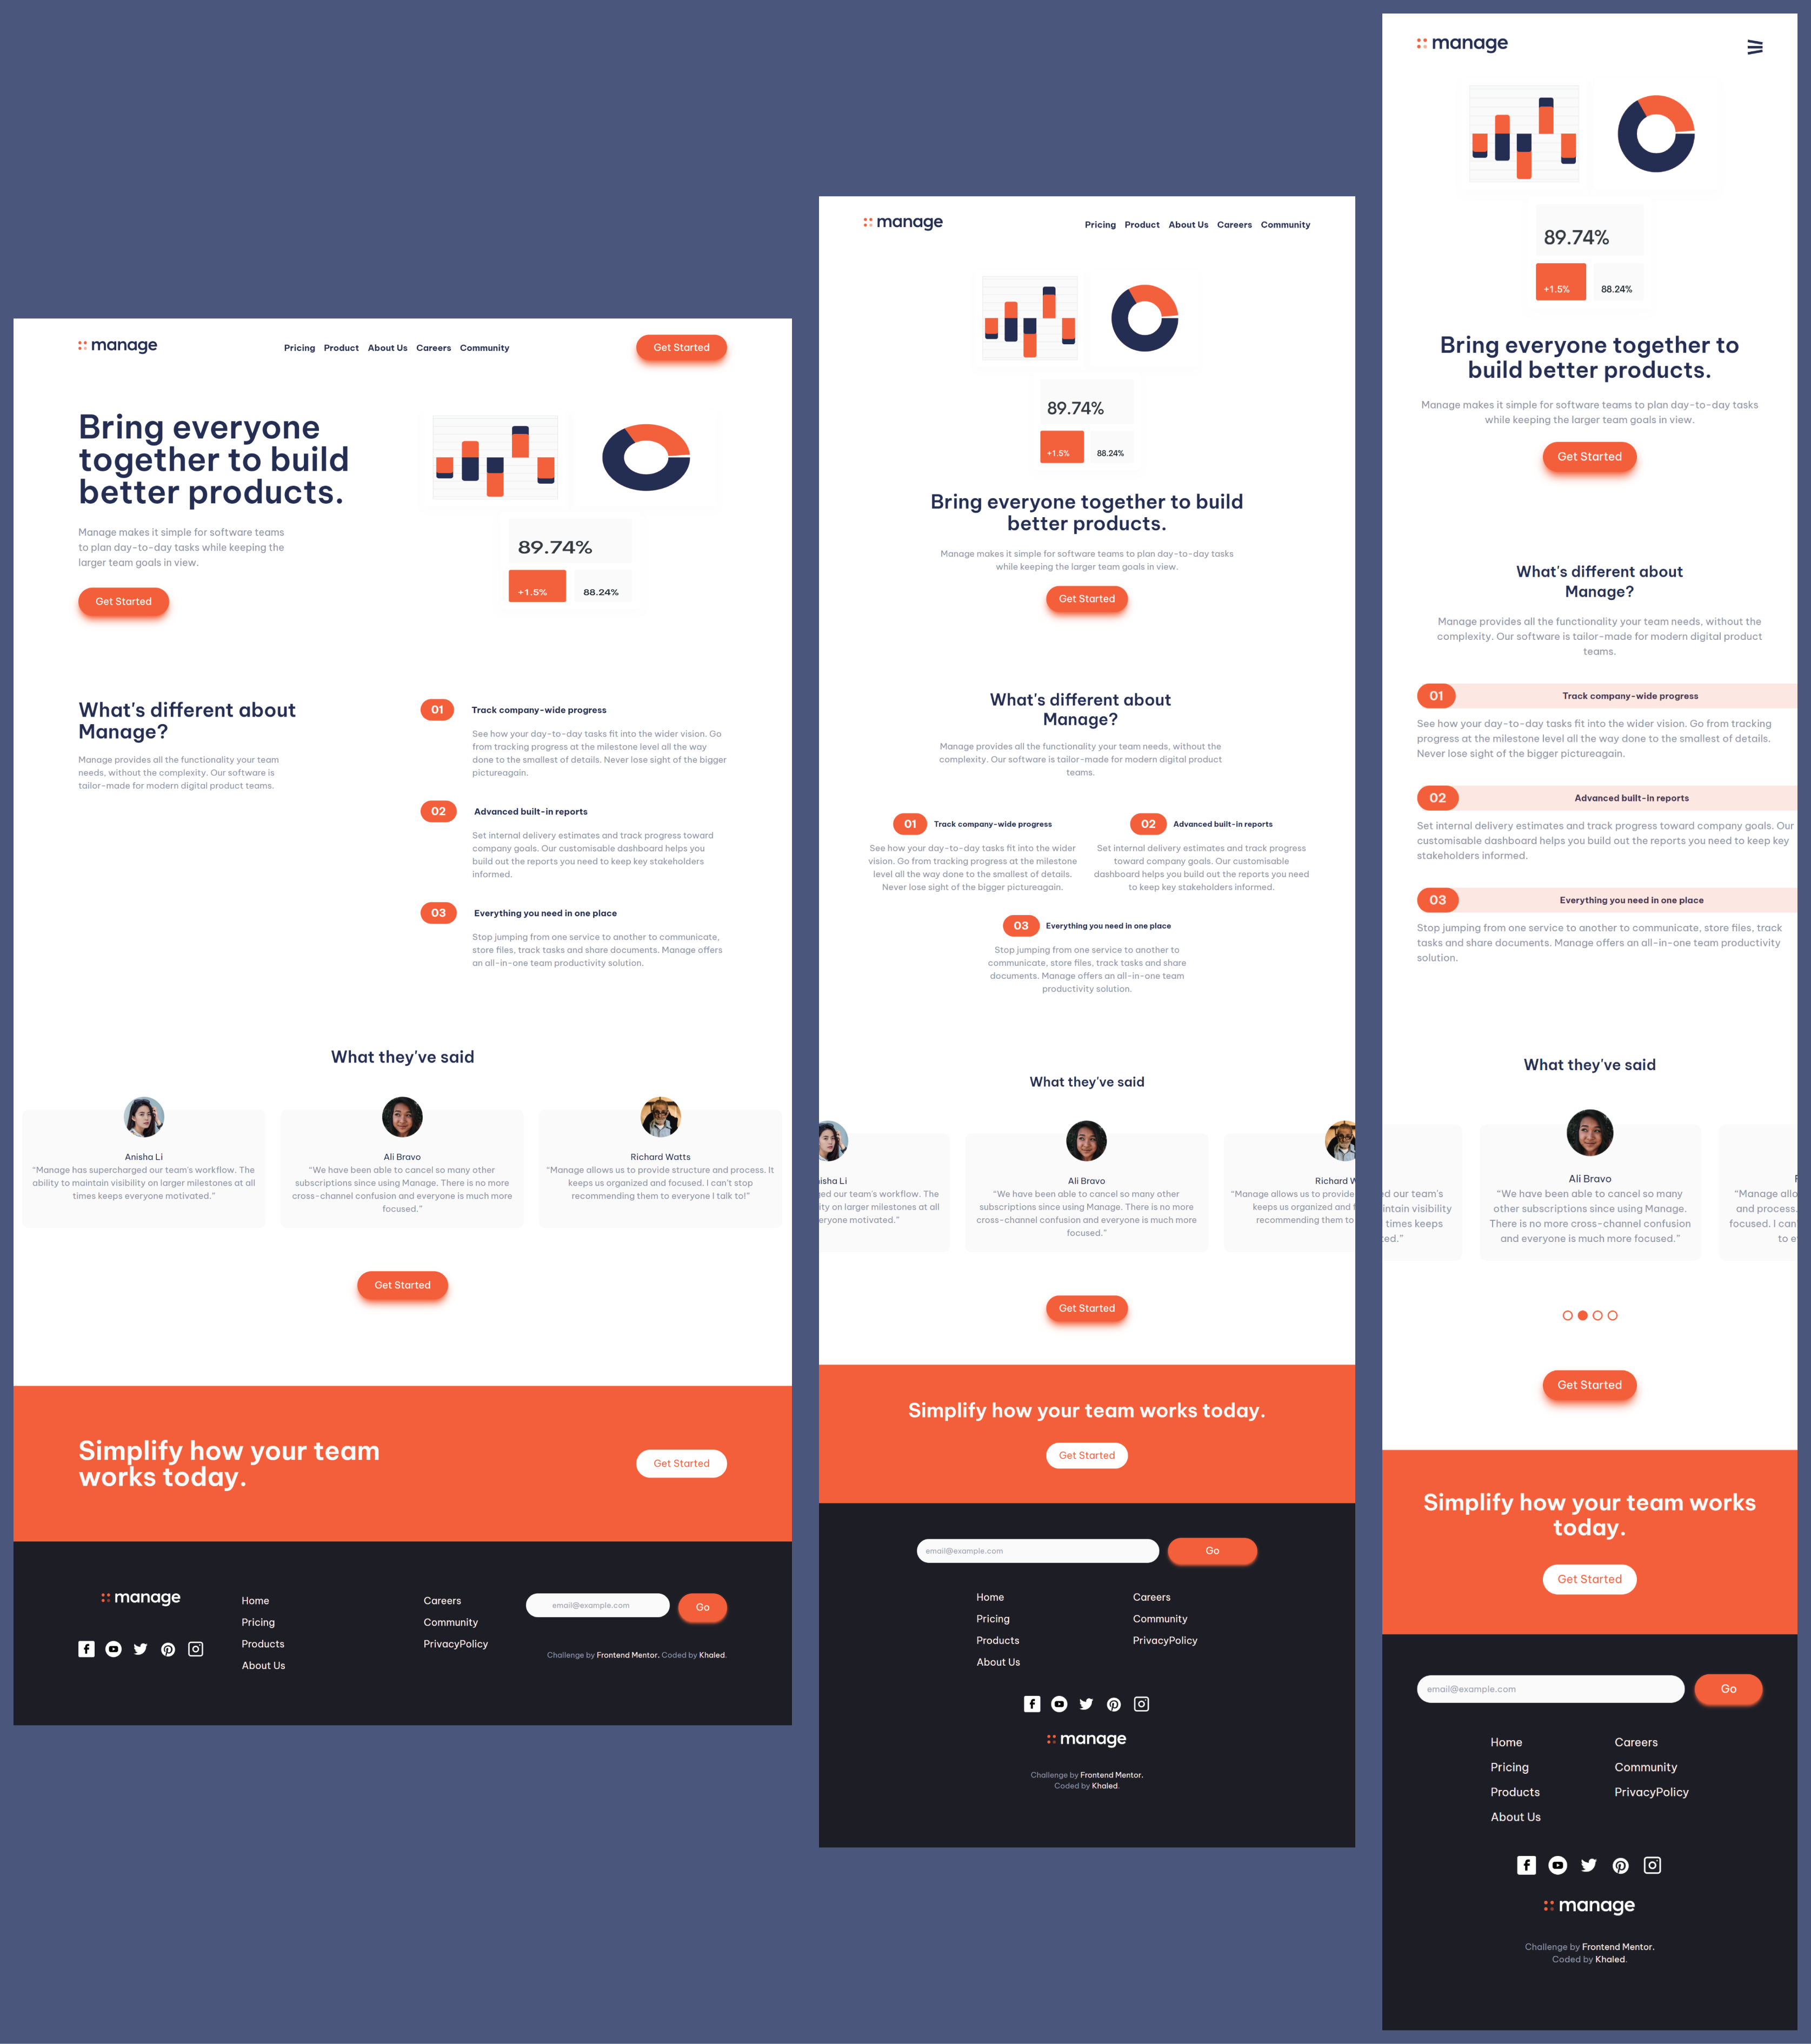 manage
Pricing Product About Us Careers Community
Get Started
Bring everyone
together to build
better products.
Manage makes it simple for software teams
to plan day-to-day tasks while keeping the
larger team goals in view.
Get Started
89.74%
+1.5% 88.24%
What's different about
Manage?
Manage provides all the functionality your team
needs, without the complexity. Our software is
tailor-made for modern digital product teams.
01 Track company-wide progress
See how your day-to-day tasks fit into the wider vision. Go
from tracking progress at the milestone level all the way
done to the smallest of details. Never lose sight of the bigger
pictureagain.
02 Advanced built-in reports
Set internal delivery estimates and track progress toward
company goals. Our customisable dashboard helps you
build out the reports you need to keep key stakeholders
informed.
03 Everything you need in one place
Stop jumping from one service to another to communicate,
store files, track tasks and share documents. Manage offers
an all-in-one team productivity solution.
What they've said
Anisha Li
“Manage has supercharged our team's workflow. The
ability to maintain visibility on larger milestones at all
times keeps everyone motivated.”
Ali Bravo
“We have been able to cancel so many other
subscriptions since using Manage. There is no more
cross-channel confusion and everyone is much more
focused.”
Richard Watts
“Manage allows us to provide structure and process. It
keeps us organized and focused. I can't stop
recommending them to everyone I talk to!”
Get Started
Simplify how your team
works today.
Get Started
manage
Home
Pricing
Products
About Us
Careers
Community
PrivacyPolicy
email@example.com
Go
Challenge by Frontend Mentor. Coded by Khaled.
manage
Pricing Product About Us Careers Community
89.74%
+1.5% 88.24%
Bring everyone together to build
better products.
Manage makes it simple for software teams to plan day-to-day tasks
while keeping the larger team goals in view.
Get Started
What's different about
Manage?
Manage provides all the functionality your team needs, without the
complexity. Our software is tailor-made for modern digital product
teams.
01 Track company-wide progress
See how your day-to-day tasks fit into the wider
vision. Go from tracking progress at the milestone
level all the way done to the smallest of details.
Never lose sight of the bigger pictureagain.
02 Advanced built-in reports
Set internal delivery estimates and track progress
toward company goals. Our customisable
dashboard helps you build out the reports you need
to keep key stakeholders informed.
03 Everything you need in one place
Stop jumping from one service to another to
communicate, store files, track tasks and share
documents. Manage offers an all-in-one team
productivity solution.
What they've said
isha Li
ed our team's workflow. The
ity on larger milestones at all
eryone motivated.”
Ali Bravo
“We have been able to cancel so many other
subscriptions since using Manage. There is no more
cross-channel confusion and everyone is much more
focused.”
Richard W
“Manage allows us to provide
keeps us organized and f
recommending them to
Get Started
Simplify how your team works today.
Get Started
email@example.com
Go
Home
Pricing
Products
About Us
Careers
Community
PrivacyPolicy
manage
Challenge by Frontend Mentor.
Coded by Khaled.
manage
89.74%
+1.5% 88.24%
Bring everyone together to
build better products.
Manage makes it simple for software teams to plan day-to-day tasks
while keeping the larger team goals in view.
Get Started
What's different about
Manage?
Manage provides all the functionality your team needs, without the
complexity. Our software is tailor-made for modern digital product
teams.
01 Track company-wide progress
See how your day-to-day tasks fit into the wider vision. Go from tracking
progress at the milestone level all the way done to the smallest of details.
Never lose sight of the bigger pictureagain.
02 Advanced built-in reports
Set internal delivery estimates and track progress toward company goals. Our
customisable dashboard helps you build out the reports you need to keep key
stakeholders informed.
03 Everything you need in one place
Stop jumping from one service to another to communicate, store files, track
tasks and share documents. Manage offers an all-in-one team productivity
solution.
What they've said
d our team's
intain visibility
times keeps
ed.”
Ali Bravo
“We have been able to cancel so many
other subscriptions since using Manage.
There is no more cross-channel confusion
and everyone is much more focused.”
“Manage allo
and process.
focused. I can
to e
Get Started
Simplify how your team works
today.
Get Started
email@example.com
Go
Home
Pricing
Products
About Us
Careers
Community
PrivacyPolicy
manage
Challenge by Frontend Mentor.
Coded by Khaled.